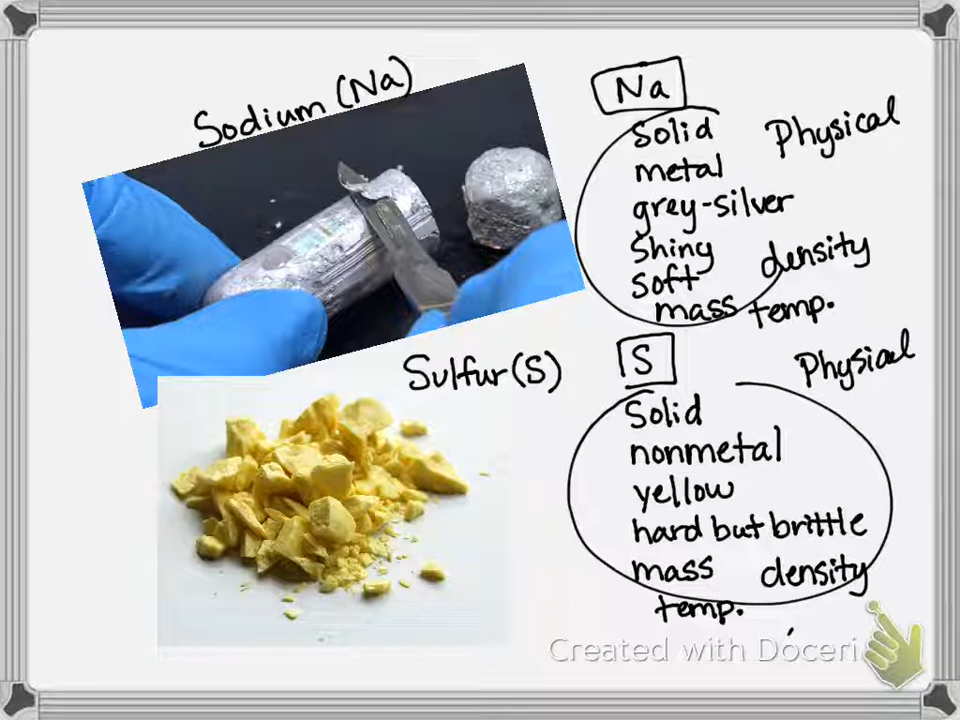 Sodium (Na)
Na
Solid
Physical
metal
grey-silver
Shiny
density
soft
mass temp.
Sulfur (S)
S
Physical
Solid
nonmetal
yellow
hard but brittle
mass density
temp.
Created with Doceri